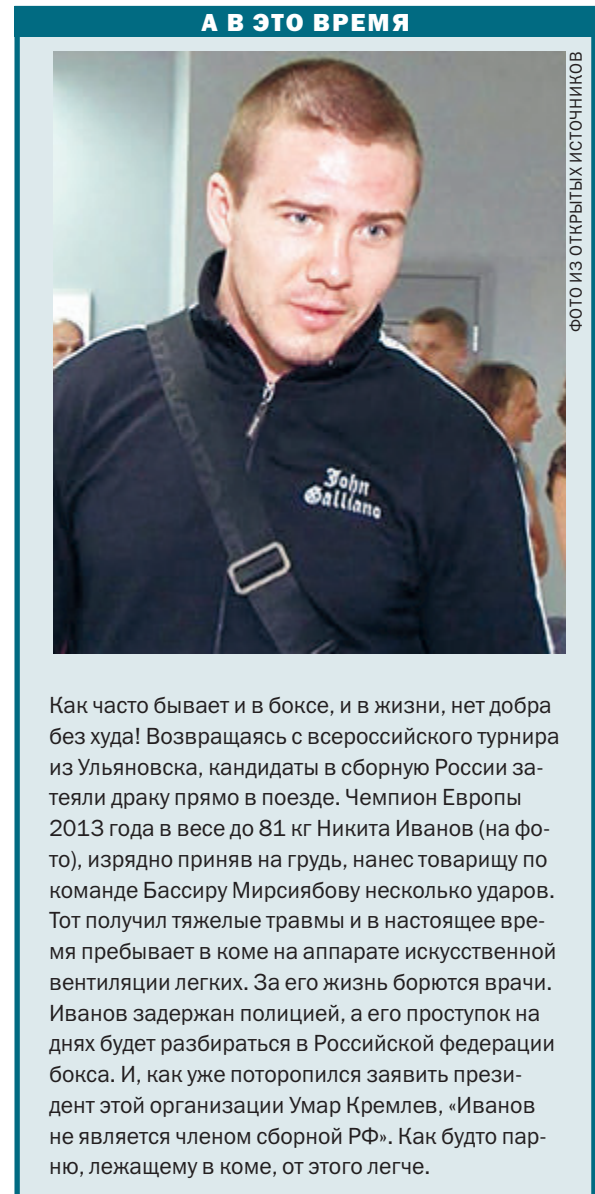 А В ЭТО ВРЕМЯ
ФОТО ИЗ ОТКРЫТЫХ ИСТОЧНИКОВ
John
Galliano
Как часто бывает и в боксе, и в жизни, нет добра
без худа! Возвращаясь с всероссийского турнира
из Ульяновска, кандидаты в сборную России за-
теяли драку прямо в поезде. Чемпион Европы
2013 года в весе до 81 кг Никита Иванов (на фо-
то), изрядно приняв на грудь, нанес товарищу по
команде Бассиру Мирсиябову несколько ударов.
Тот получил тяжелые травмы и в настоящее вре-
мя пребывает в коме на аппарате искусственной
вентиляции легких. За его жизнь борются врачи.
Иванов задержан полицией, а его проступок на
днях будет разбираться в Российской федерации
бокса. И, как уже поторопился заявить прези-
дент этой организации Умар Кремлев, «Иванов
не является членом сборной РФ». Как будто пар-
ню, лежащему в коме, от этого легче.